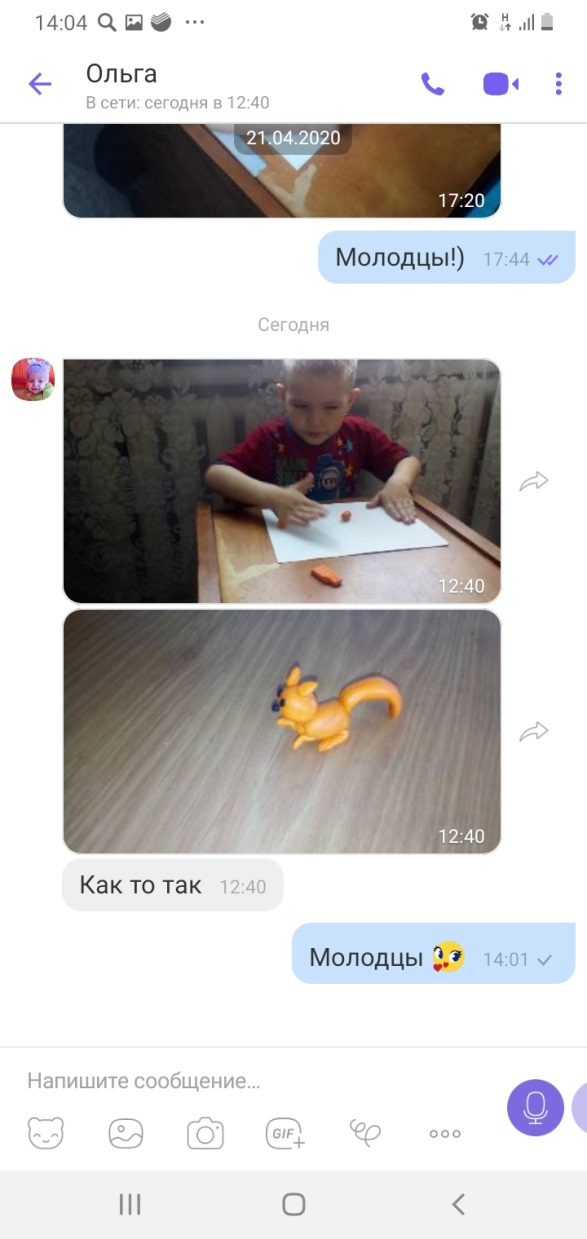 14:04
Ольга
В сети: сегодня в 12:40
21.04.2020
17:20
Молодцы!) 17:44
Сегодня
12:40
12:40
Как то так 12:40
Молодцы 14:01
Напишите сообщение...
GIF